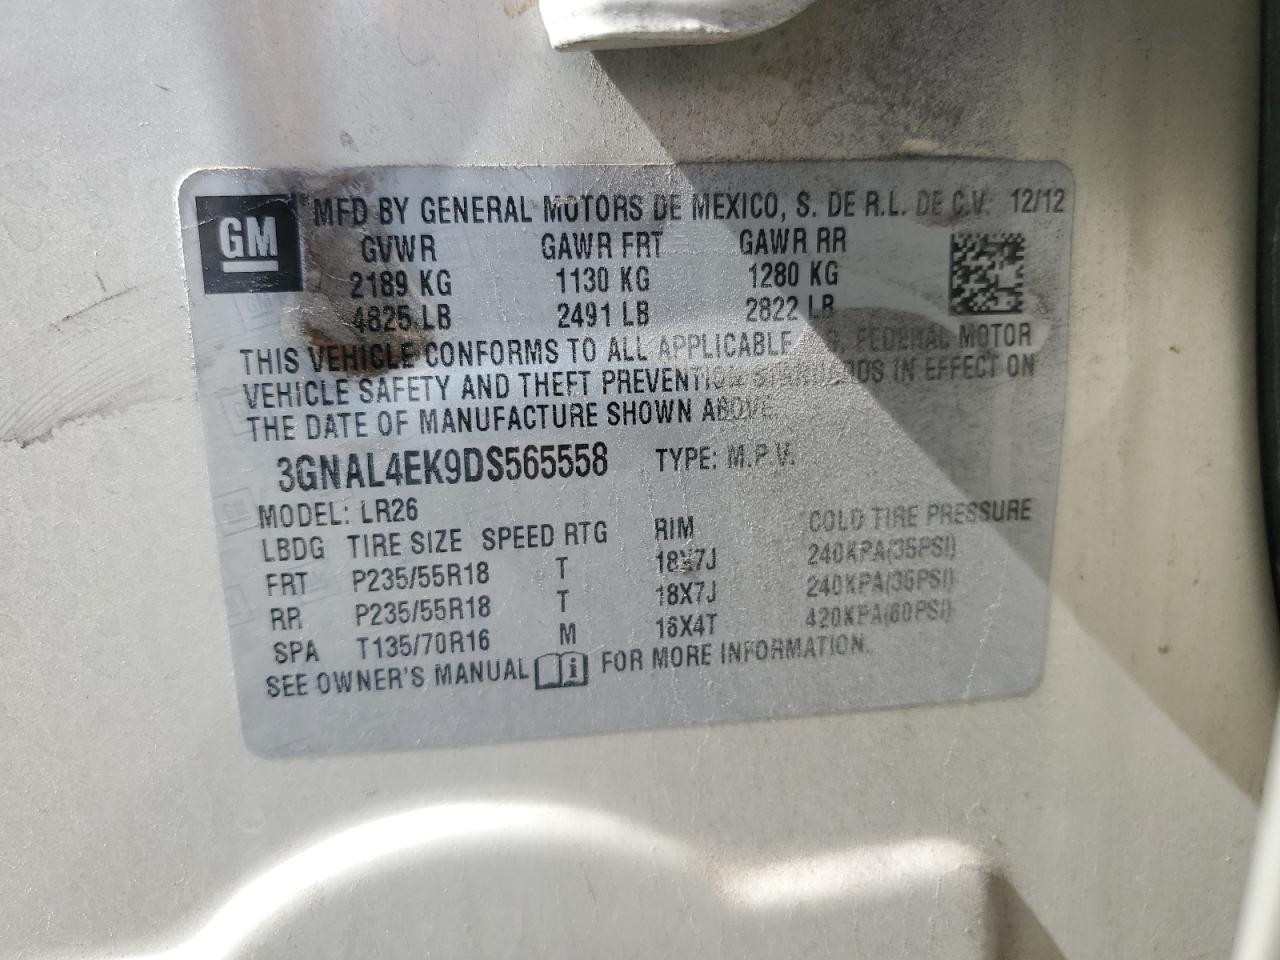 GM
MFD BY GENERAL MOTORS DE MEXICO, S. DE R.L. DE C.V. 12/12
GVWR GAWR FRT GAWR RR
2189 KG 1130 KG 1280 KG
4825 LB 2491 LB 2822 LB
THIS VEHICLE CONFORMS TO ALL APPLICABLE FEDERAL MOTOR
VEHICLE SAFETY AND THEFT PREVENTION STANDARDS IN EFFECT ON
THE DATE OF MANUFACTURE SHOWN ABOVE.
3GNAL4EK9DS565558 TYPE: M.P.V.
MODEL: LR26
LBDG TIRE SIZE SPEED RTG RIM COLD TIRE PRESSURE
FRT P235/55R18 T 18X7J 240KPA(35PSI)
RR P235/55R18 T 18X7J 240KPA(35PSI)
SPA T135/70R16 M 16X4T 420KPA(60PSI)
SEE OWNER'S MANUAL i FOR MORE INFORMATION.